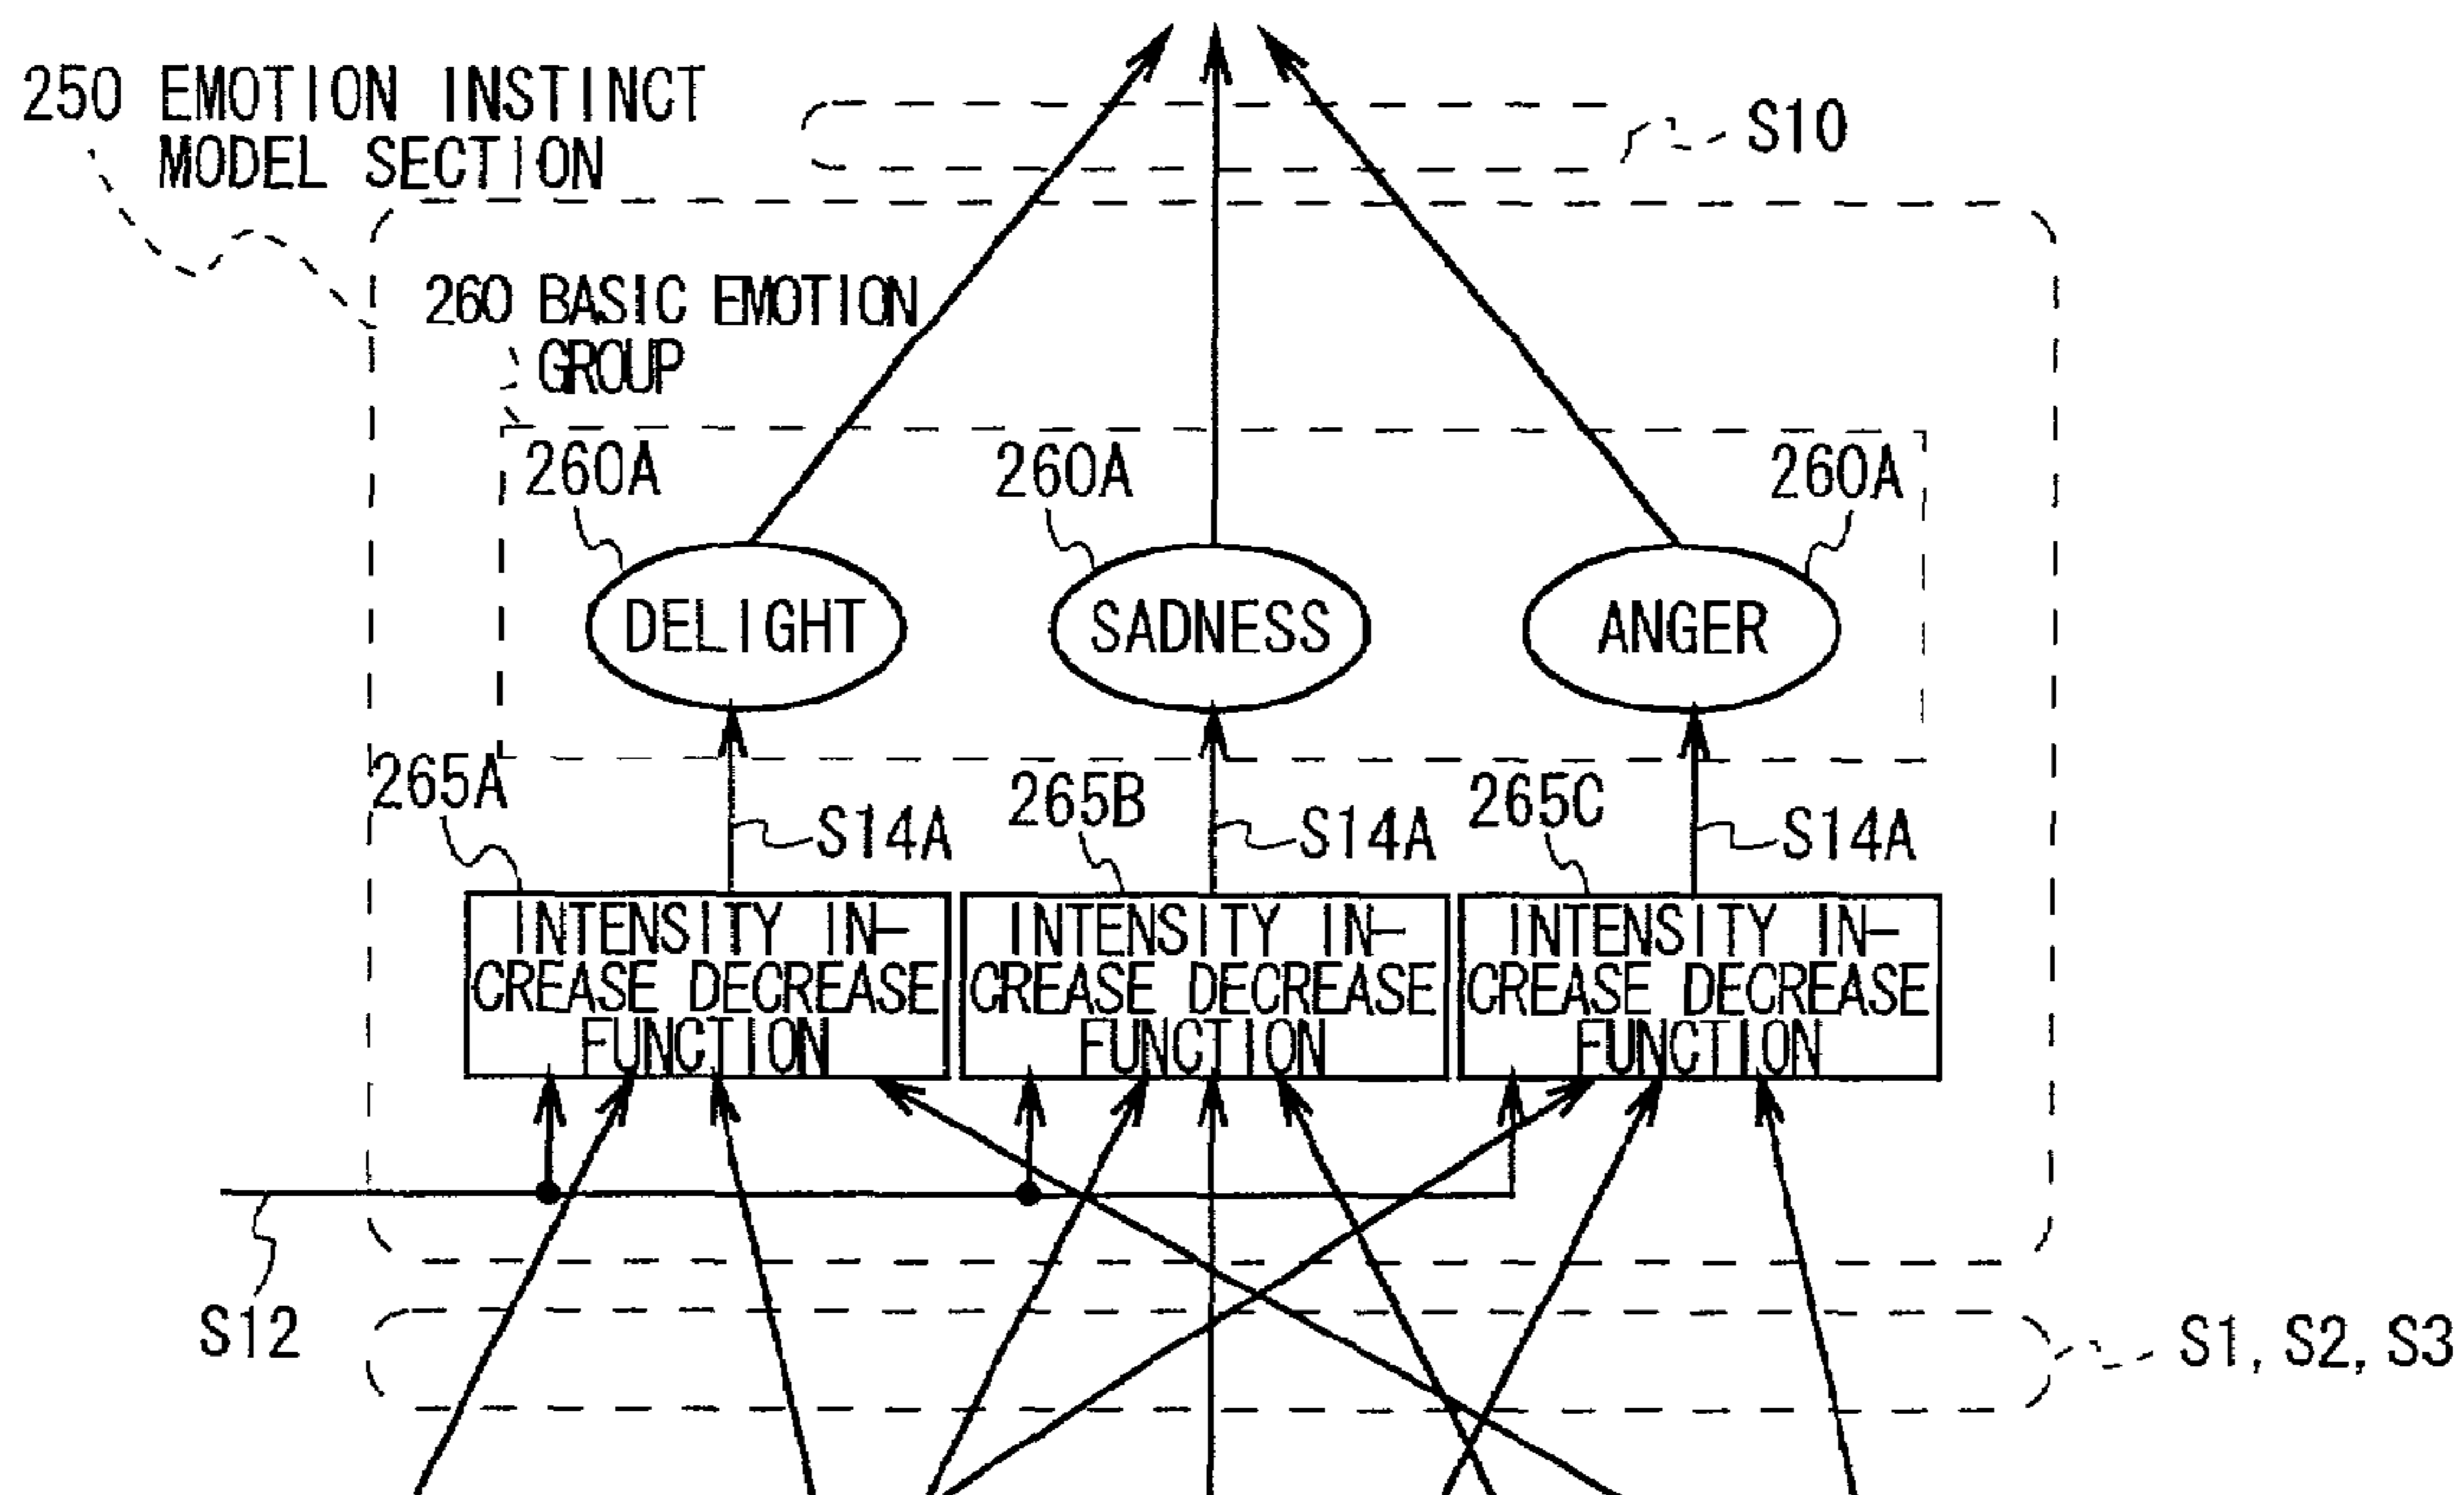 250 EMOTION INSTINCT
MODEL SECTION
S10
260 BASIC EMOTION
GROUP
260A
260A
260A
DELIGHT
SADNESS
ANGER
265A
S14A
265B
S14A
265C
S14A
INTENSITY IN-
CREASE DECREASE
FUNCTION
INTENSITY IN-
CREASE DECREASE
FUNCTION
INTENSITY IN-
CREASE DECREASE
FUNCTION
S12
S1, S2, S3